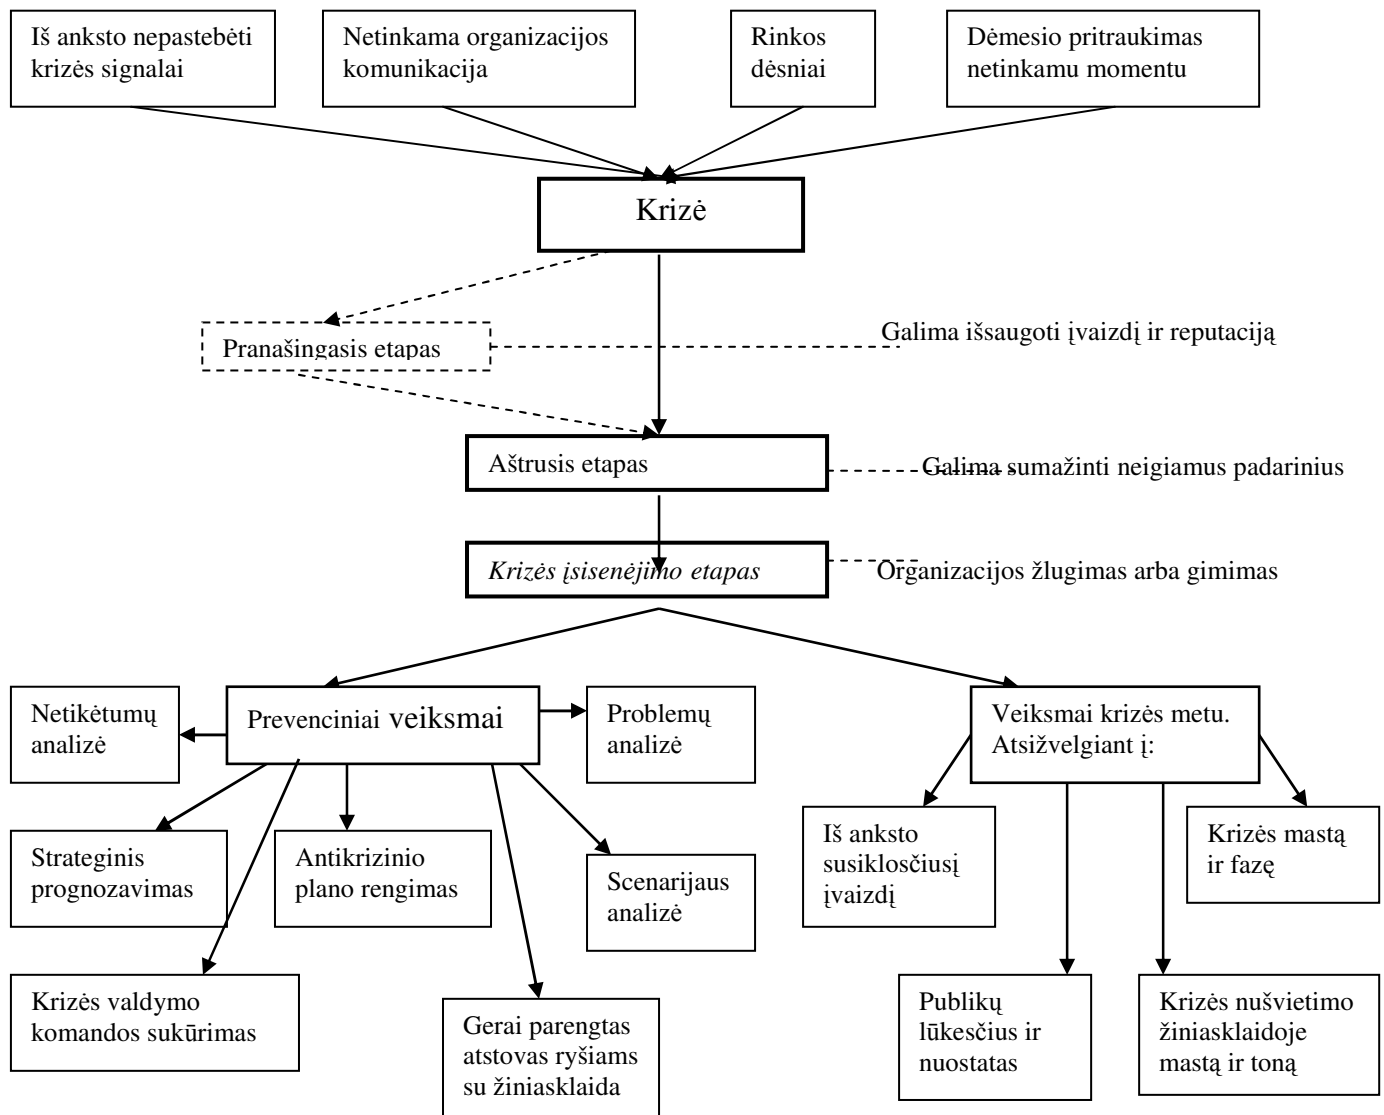 Iš anksto nepastebėti
krizės signalai
Netinkama organizacijos
komunikacija
Rinkos
dėsniai
Dėmesio pritraukimas
netinkamu momentu
Krizė
Pranašingasis etapas
Galima išsaugoti įvaizdį ir reputaciją
Aštrusis etapas
Galima sumažinti neigiamus padarinius
Krizės įsisenėjimo etapas
Organizacijos žlugimas arba gimimas
Netikėtumų
analizė
Prevenciniai veiksmai
Problemų
analizė
Veiksmai krizės metu.
Atsižvelgiant į:
Strateginis
prognozavimas
Antikrizinio
plano rengimas
Scenarijaus
analizė
Iš anksto
susiklosčiusį
įvaizdį
Krizės mastą
ir fazę
Krizės valdymo
komandos sukūrimas
Gerai parengtas
atstovas ryšiams
su žiniasklaida
Publikų
lūkesčius ir
nuostatas
Krizės nušvietimo
žiniasklaidoje
mastą ir toną